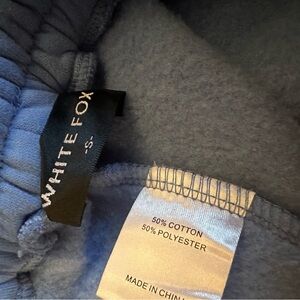 WHITE FOX
-S-
50% COTTON
50% POLYESTER
MADE IN CHINA